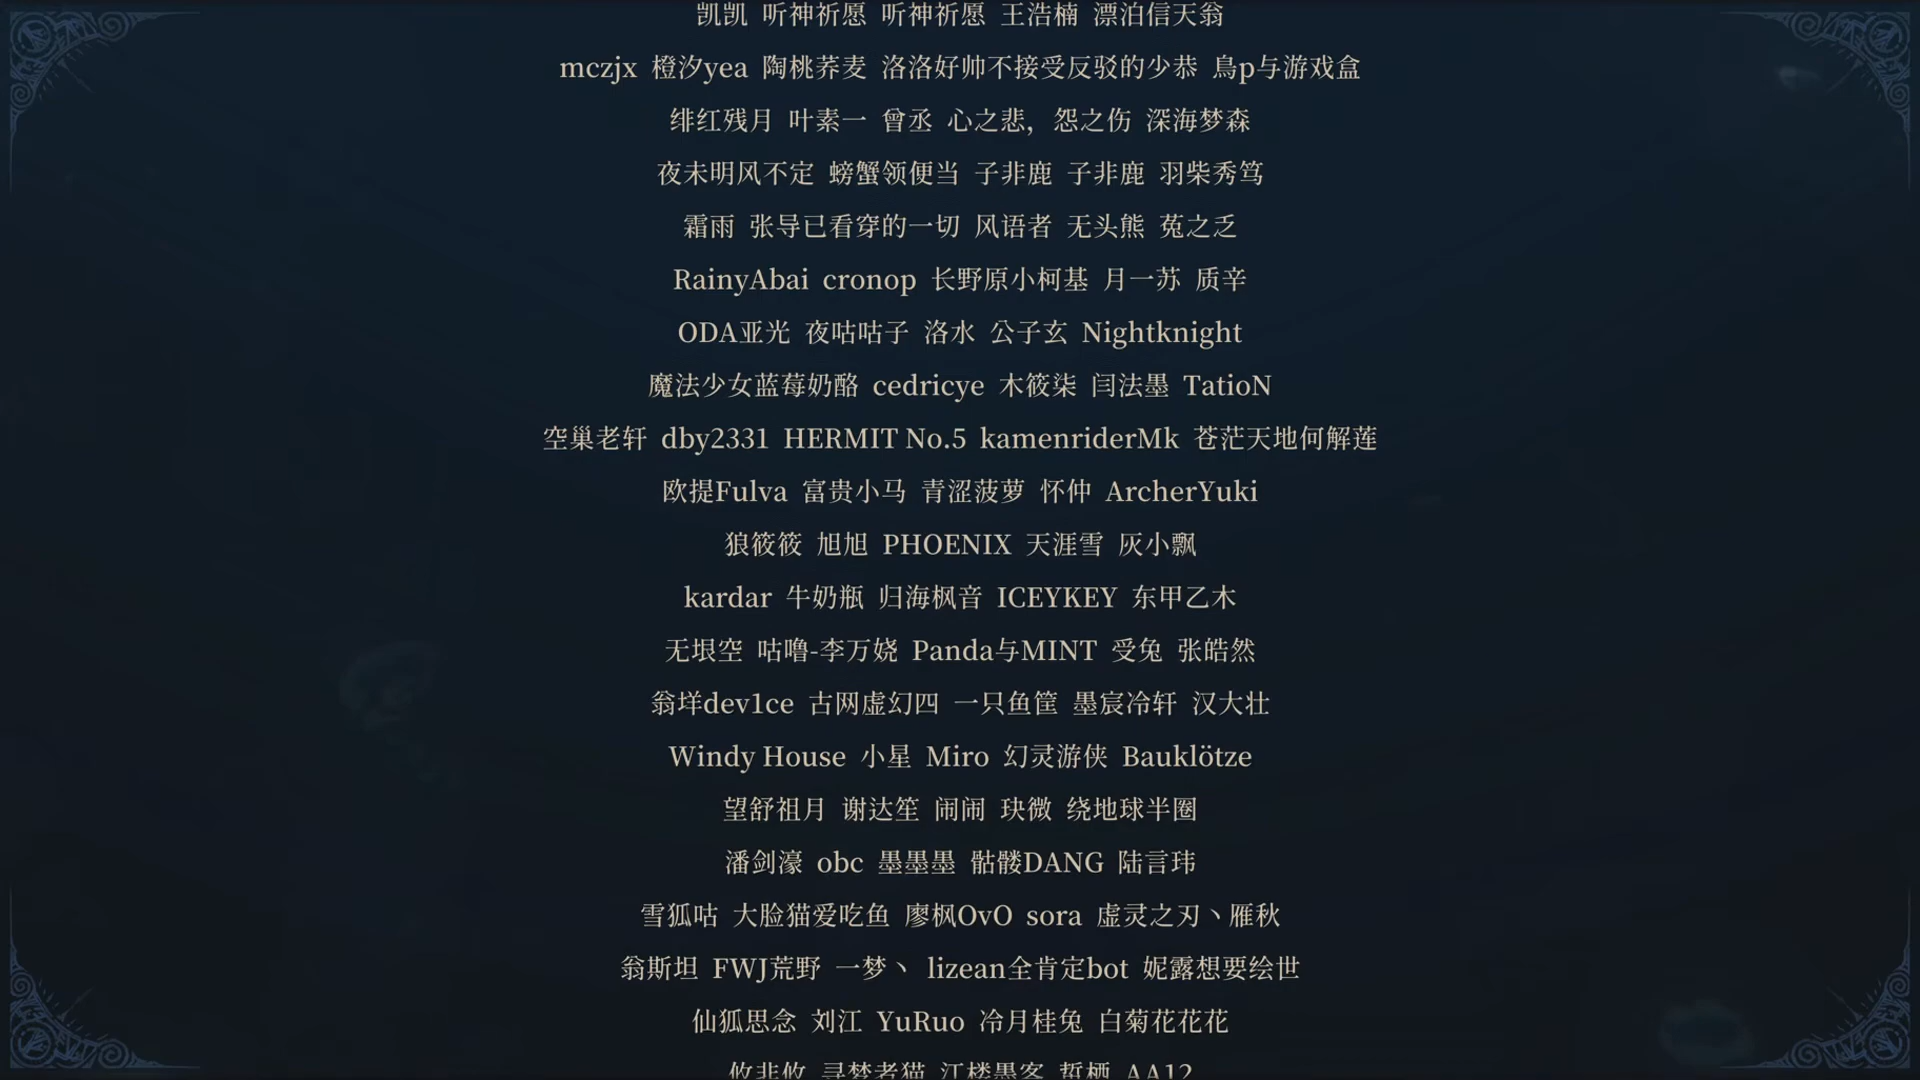 凯凯 听神祈愿 听神祈愿 王浩楠 漂泊信天翁
mczjx 橙汐yea 陶桃荞麦 洛洛好帅不接受反驳的少恭 鳥p与游戏盒
绯红残月 叶素一 曾丞 心之悲，怨之伤 深海梦森
夜未明风不定 螃蟹领便当 子非鹿 子非鹿 羽柴秀笃
霜雨 张导已看穿的一切 风语者 无头熊 菟之乏
RainyAbai cronop 长野原小柯基 月一苏 质辛
ODA亚光 夜咕咕子 洛水 公子玄 Nightknight
魔法少女蓝莓奶酪 cedricye 木筱柒 闫法墨 TatioN
空巢老轩 dby2331 HERMIT No.5 kamenriderMk 苍茫天地何解莲
欧提Fulva 富贵小马 青涩菠萝 怀仲 ArcherYuki
狼筱筱 旭旭 PHOENIX 天涯雪 灰小飘
kardar 牛奶瓶 归海枫音 ICEYKEY 东甲乙木
无垠空 咕噜-李万娆 Panda与MINT 受兔 张皓然
翁垟dev1ce 古网虚幻四 一只鱼筐 墨宸冷轩 汉大壮
Windy House 小星 Miro 幻灵游侠 Bauklötze
望舒祖月 谢达笙 闹闹 玦微 绕地球半圈
潘剑濠 obc 墨墨墨 骷髅DANG 陆言玮
雪狐咕 大脸猫爱吃鱼 廖枫OvO sora 虚灵之刃丶雁秋
翁斯坦 FWJ荒野 一梦丶 lizean全肯定bot 妮露想要绘世
仙狐思念 刘江 YuRuo 冷月桂兔 白菊花花花
攸非攸 寻梦者猫 江楼墨客 AA12